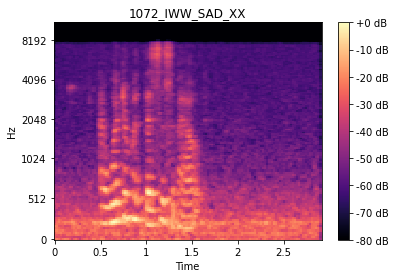 1072_IWW_SAD_XX
Hz
8192
4096
2048
1024
512
0
0
0.5
1
1.5
2
2.5
Time
+0 dB
-10 dB
-20 dB
-30 dB
-40 dB
-50 dB
-60 dB
-70 dB
-80 dB